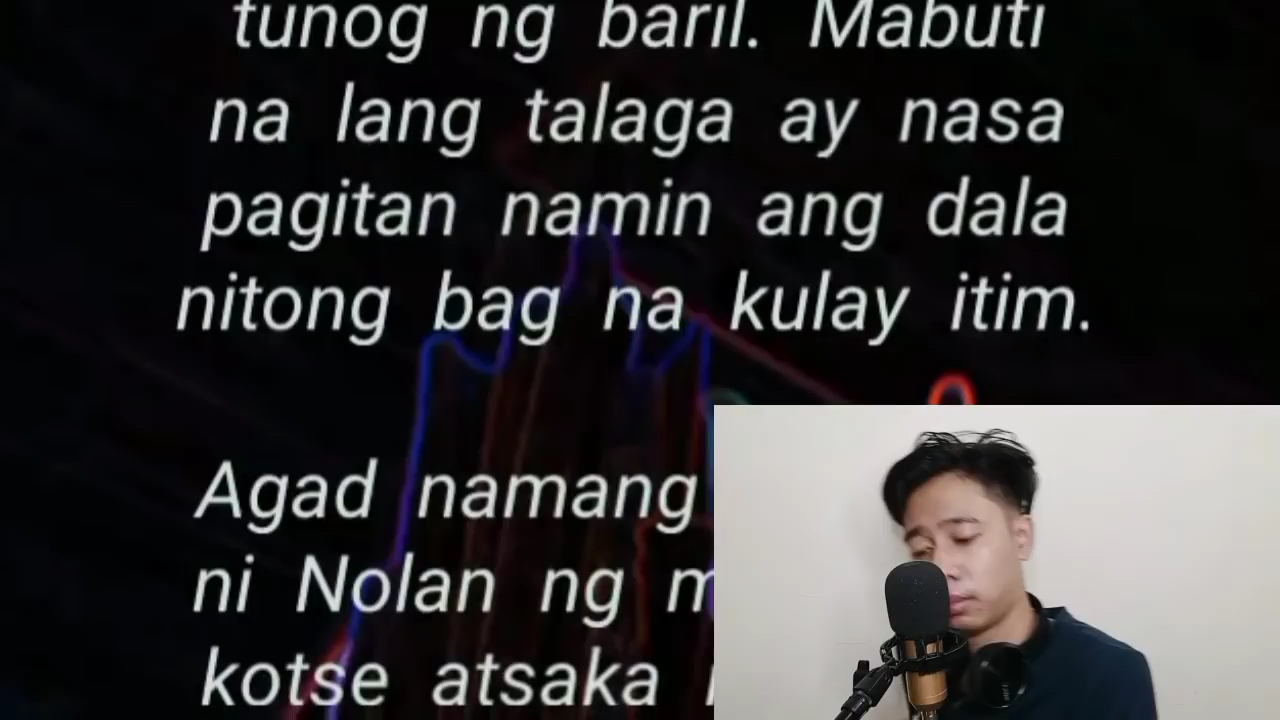 tunog ng baril. Mabuti
na lang talaga ay nasa
pagitan namin ang dala
nitong bag na kulay itim.
Agad namang
ni Nolan ng
kotse atsaka